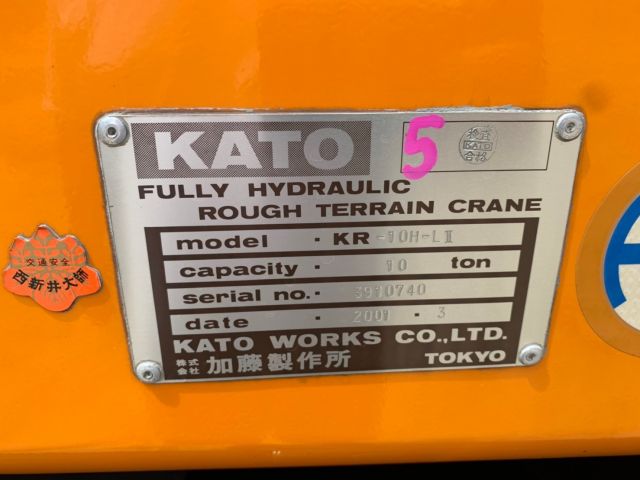 KATO
5
検査
KATO
合格
FULLY HYDRAULIC
ROUGH TERRAIN CRANE
model · KR-10H-LⅡ
capacity · 10 ton
serial no. · 3910740
date · 2001 · 3
KATO WORKS CO.,LTD.
株式会社 加藤製作所 TOKYO
交通安全
西新井大師